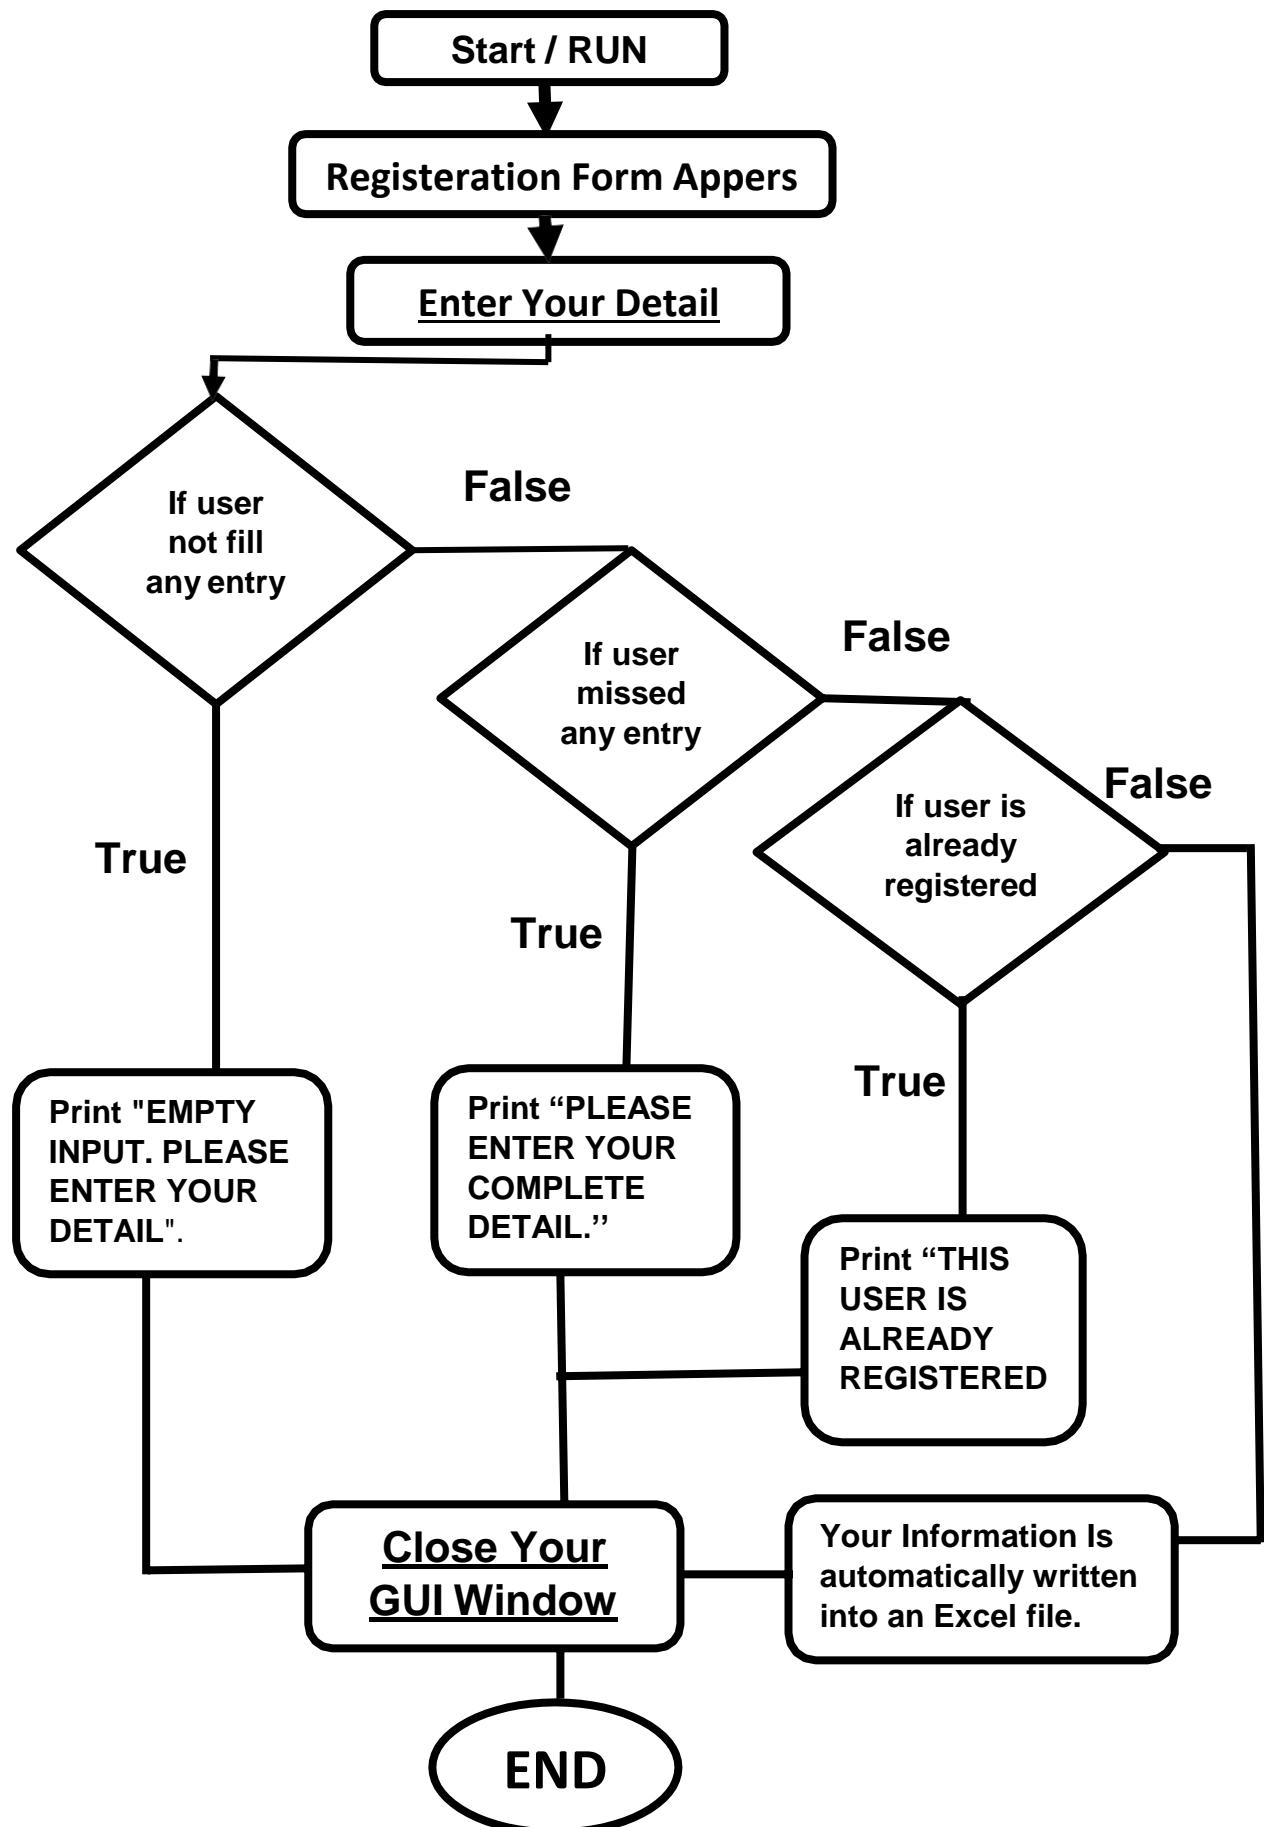 Start / RUN
Registeration Form Appers
Enter Your Detail
False
If user
not fill
any entry
False
If user
missed
any entry
False
If user is
already
registered
True
True
True
Print "EMPTY
INPUT. PLEASE
ENTER YOUR
DETAIL".
Print “PLEASE
ENTER YOUR
COMPLETE
DETAIL.’’
Print “THIS
USER IS
ALREADY
REGISTERED
Close Your
GUI Window
Your Information Is
automatically written
into an Excel file.
END